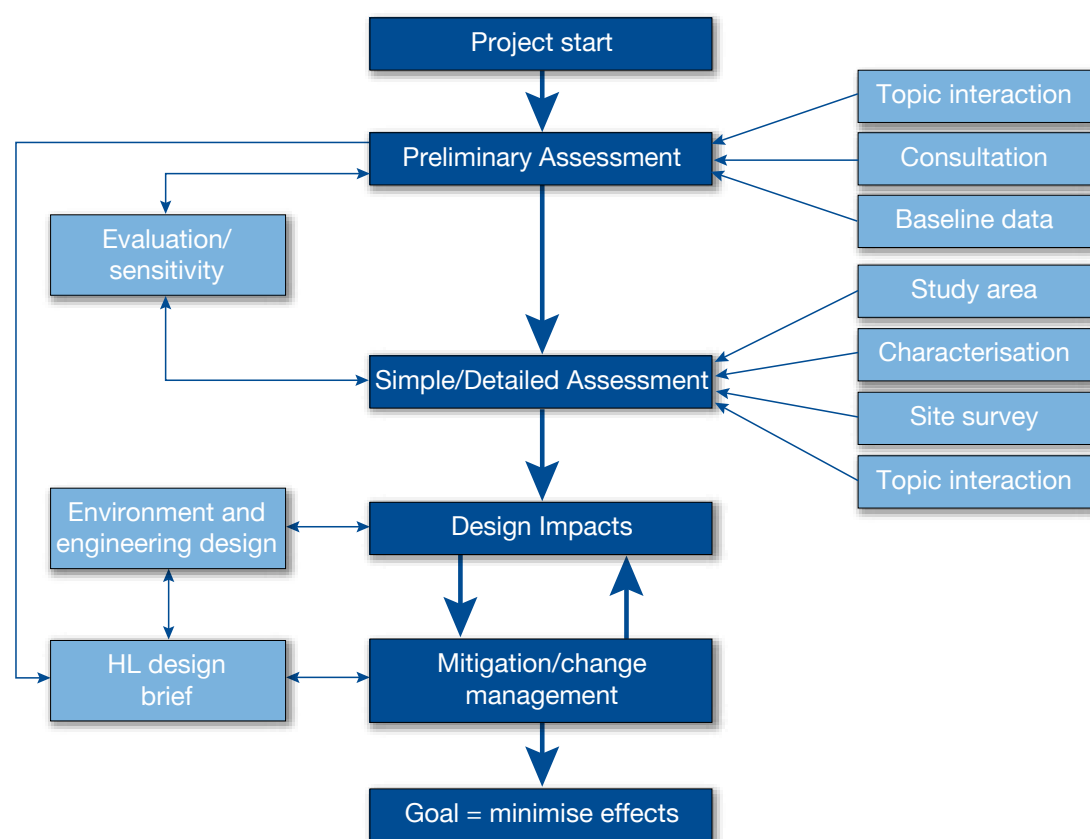 Project start
Topic interaction
Preliminary Assessment
Consultation
Baseline data
Evaluation/
sensitivity
Study area
Characterisation
Simple/Detailed Assessment
Site survey
Topic interaction
Environment and
engineering design
Design Impacts
HL design
brief
Mitigation/change
management
Goal = minimise effects